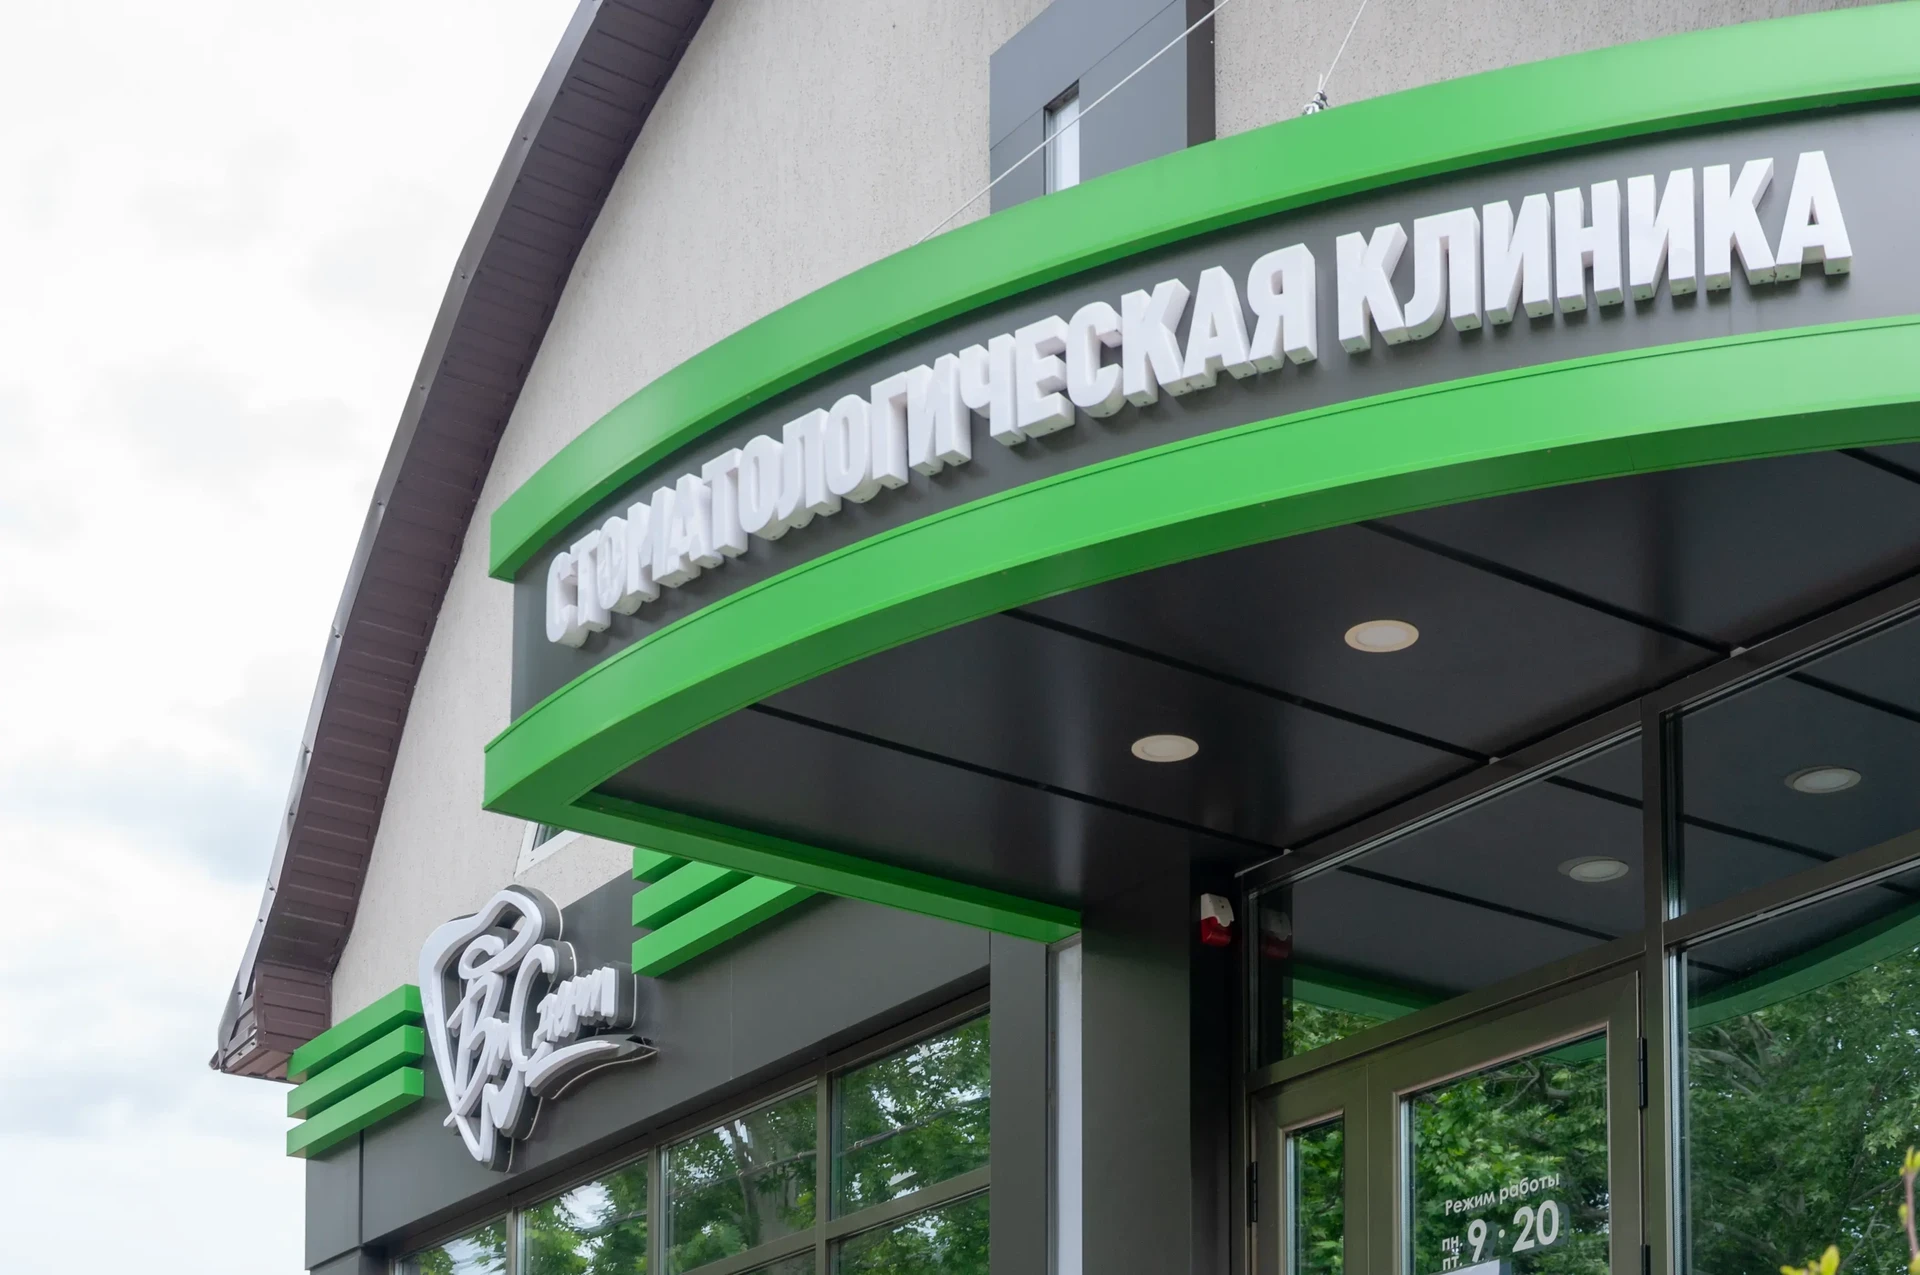 СТОМАТОЛОГИЧЕСКАЯ КЛИНИКА
Режим работы
пн. 9 · 20
пт.